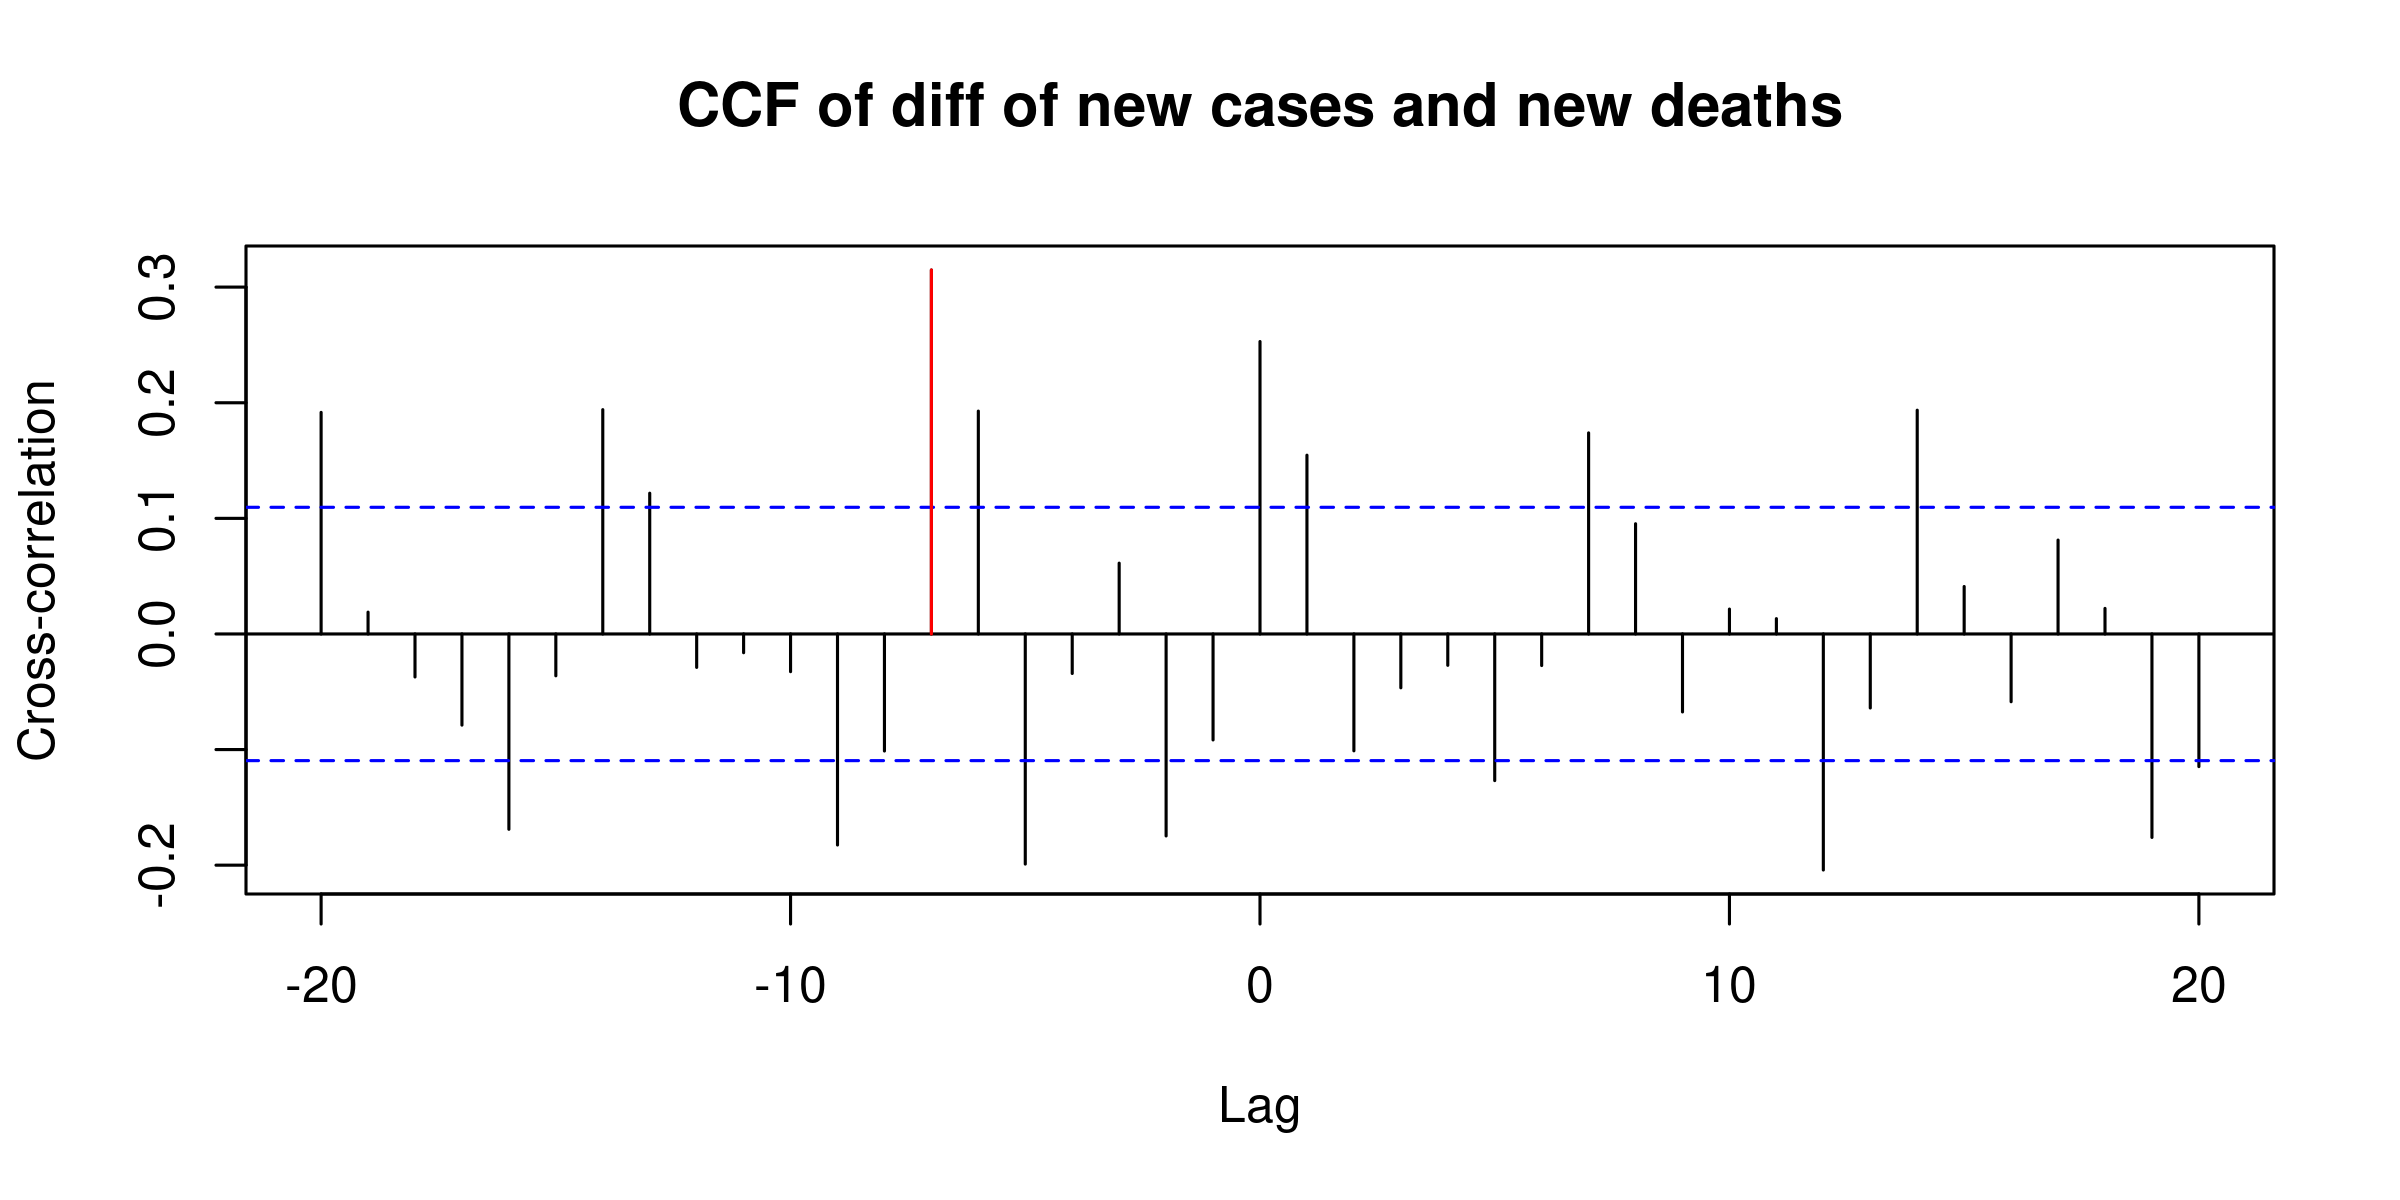 CCF of diff of new cases and new deaths
Cross-correlation
0.3
0.2
0.1
0.0
-0.2
-20 -10 0 10 20
Lag